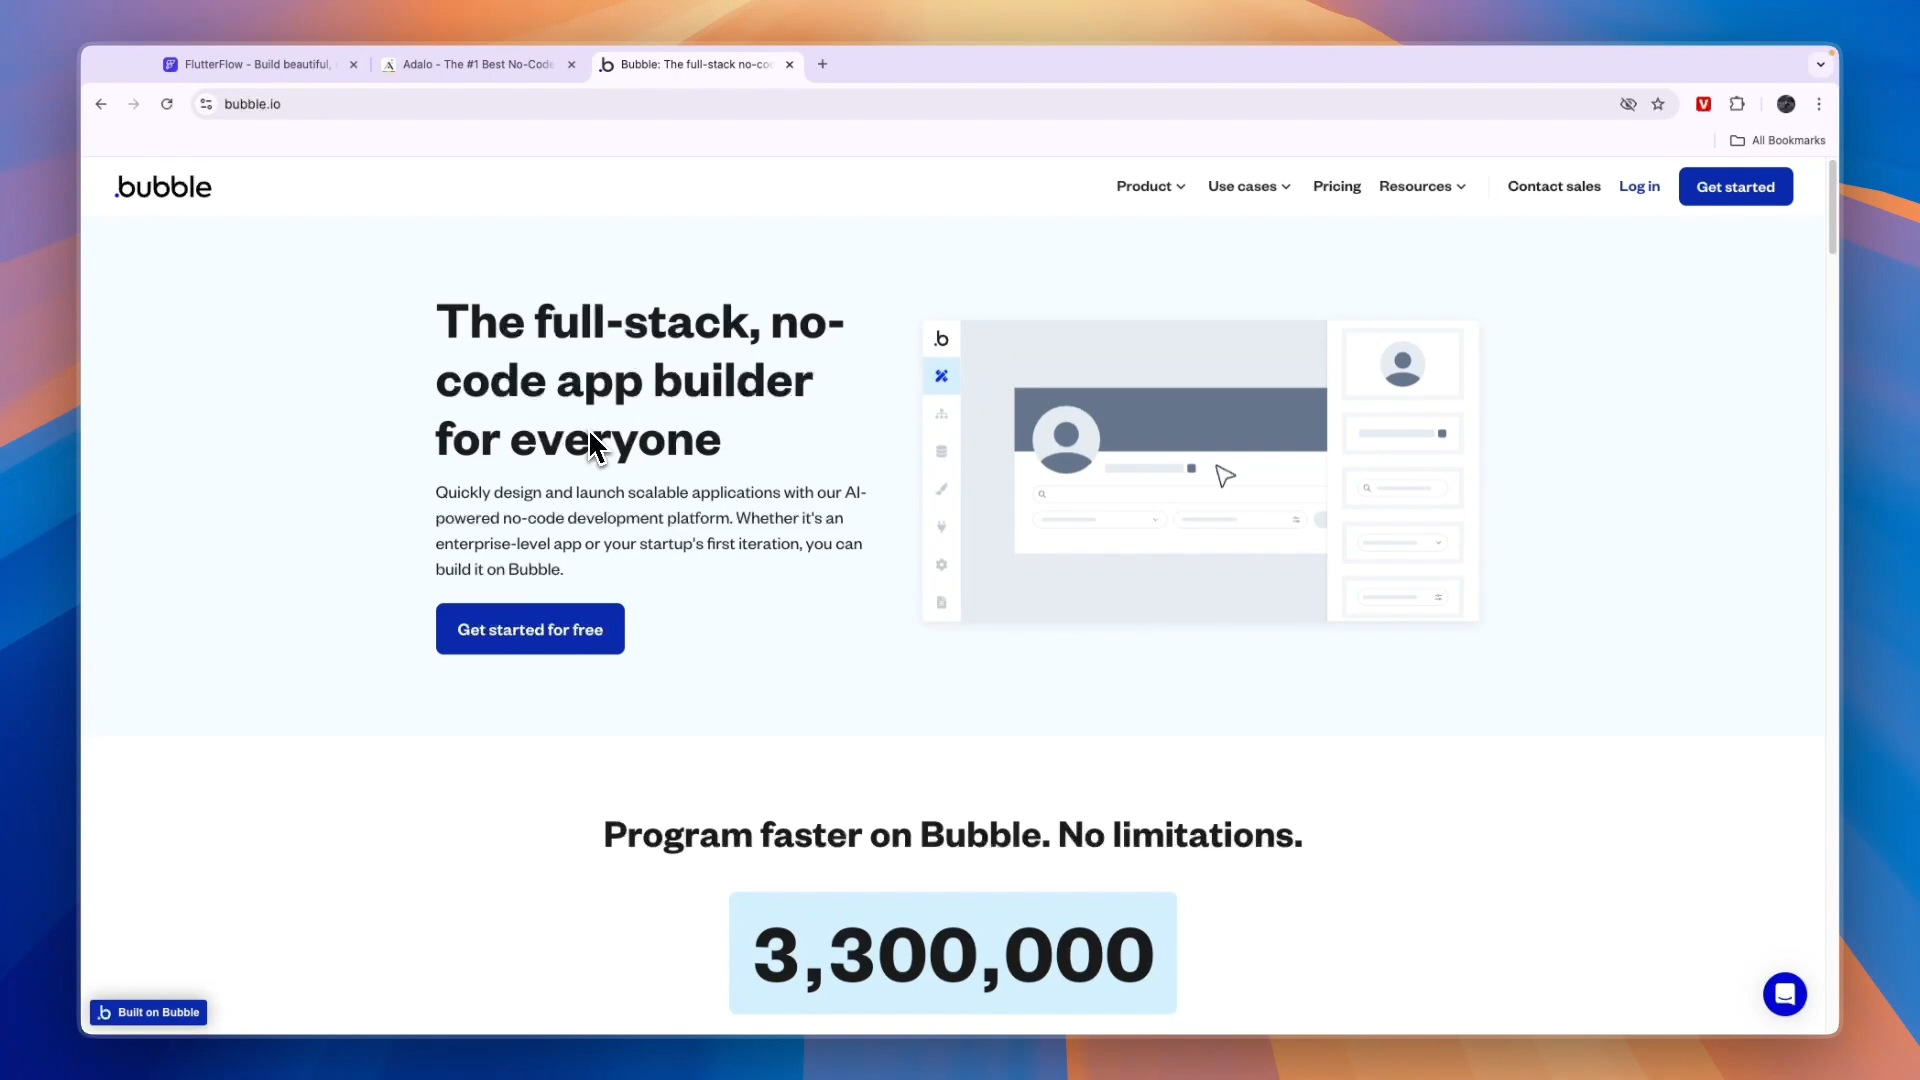 FlutterFlow - Build beautiful,
Adalo - The #1 Best No-Code
Bubble: The full-stack no-co
bubble.io
All Bookmarks
.bubble
Product
Use cases
Pricing
Resources
Contact sales
Log in
Get started
The full-stack, no-
code app builder
for everyone
Quickly design and launch scalable applications with our AI-
powered no-code development platform. Whether it's an
enterprise-level app or your startup's first iteration, you can
build it on Bubble.
Get started for free
.b
Program faster on Bubble. No limitations.
3,300,000
.b Built on Bubble